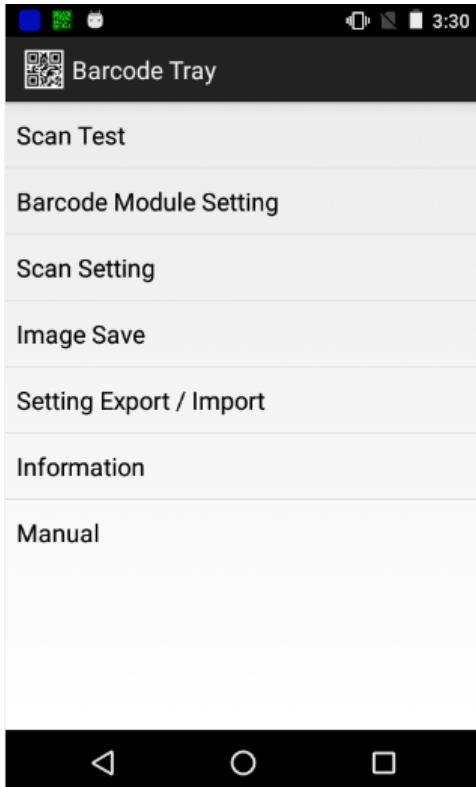 3:30
Barcode Tray
Scan Test
Barcode Module Setting
Scan Setting
Image Save
Setting Export / Import
Information
Manual